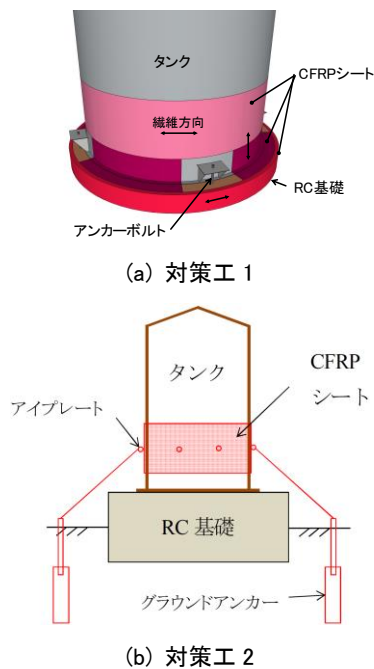 タンク
CFRPシート
繊維方向
RC基礎
アンカーボルト
(a) 対策工 1
タンク
CFRP
シート
アイプレート
RC 基礎
グラウンドアンカー
(b) 対策工 2